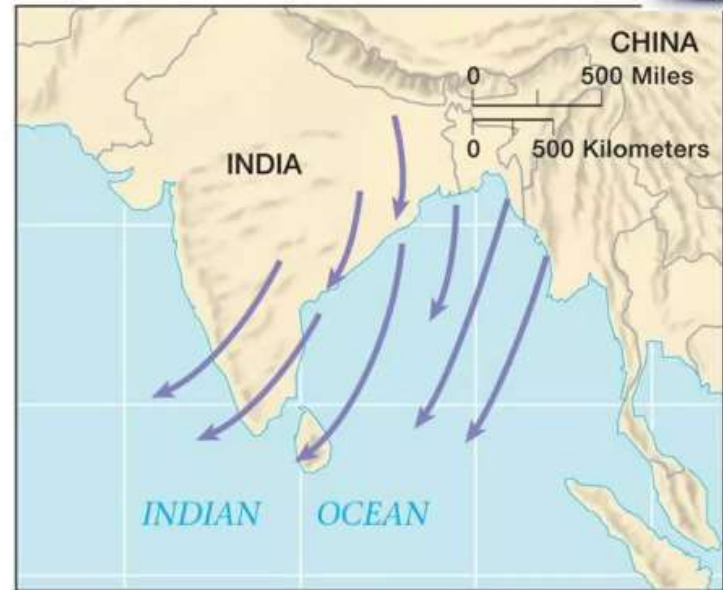 CHINA
0 500 Miles
0 500 Kilometers
INDIA
INDIAN OCEAN